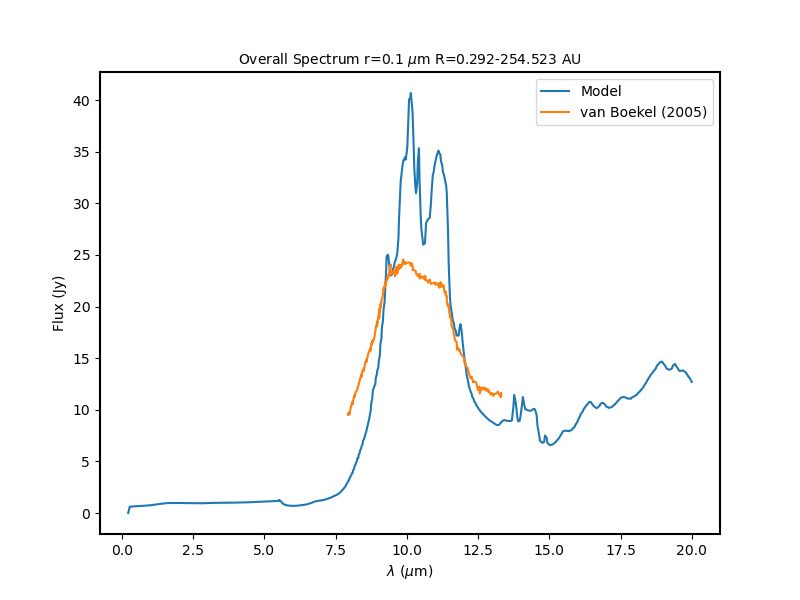 Overall Spectrum r=0.1 μm R=0.292-254.523 AU
Model
van Boekel (2005)
40
35
30
25
20
15
10
5
0
Flux (Jy)
0.0 2.5 5.0 7.5 10.0 12.5 15.0 17.5 20.0
λ (μm)